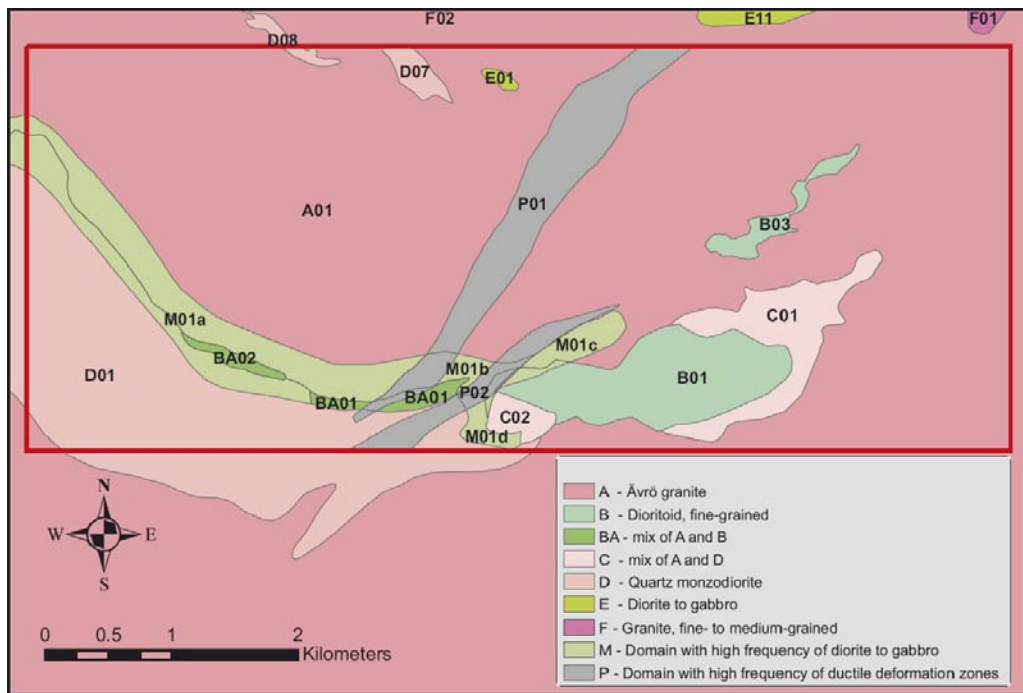 F02
E11
F01
D08
D07
E01
A01
P01
B03
M01a
C01
M01c
BA02
M01b
D01
B01
BA01
BA01
P02
C02
M01d
N
W
E
S
A - Ävrö granite
B - Dioritoid, fine-grained
BA - mix of A and B
C - mix of A and D
D - Quartz monzodiorite
E - Diorite to gabbro
F - Granite, fine- to medium-grained
M - Domain with high frequency of diorite to gabbro
P - Domain with high frequency of ductile deformation zones
0 0.5 1 2
Kilometers